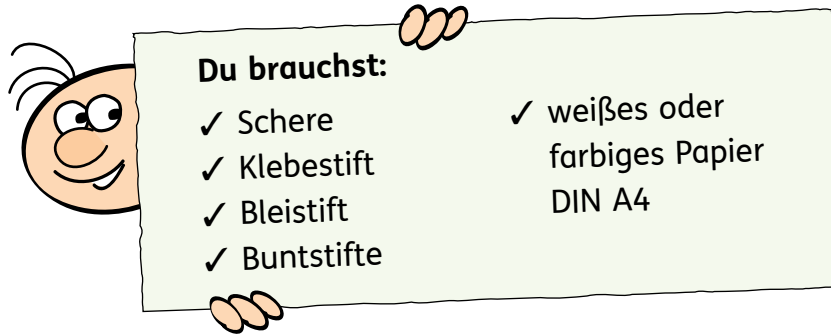 Du brauchst:
✓ Schere
✓ Klebestift
✓ Bleistift
✓ Buntstifte
✓ weißes oder
farbiges Papier
DIN A4